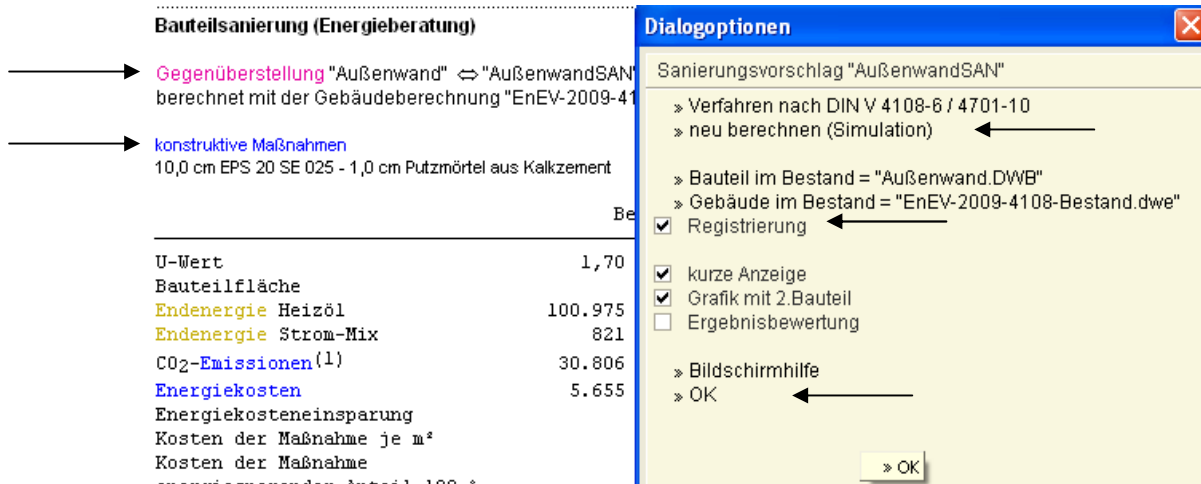 Bauteilsanierung (Energieberatung)
Gegenüberstellung "Außenwand" ⇔ "AußenwandSAN"
berechnet mit der Gebäudeberechnung "EnEV-2009-41
konstruktive Maßnahmen
10,0 cm EPS 20 SE 025 - 1,0 cm Putzmörtel aus Kalkzement
Be
U-Wert 1,70
Bauteilfläche
Endenergie Heizöl 100.975
Endenergie Strom-Mix 821
CO2-Emissionen(1) 30.806
Energiekosten 5.655
Energiekosteneinsparung
Kosten der Maßnahme je m²
Kosten der Maßnahme
Dialogoptionen
Sanierungsvorschlag "AußenwandSAN"
» Verfahren nach DIN V 4108-6 / 4701-10
» neu berechnen (Simulation)
» Bauteil im Bestand = "Außenwand.DWB"
» Gebäude im Bestand = "EnEV-2009-4108-Bestand.dwe"
Registrierung
kurze Anzeige
Grafik mit 2.Bauteil
Ergebnisbewertung
» Bildschirmhilfe
» OK
» OK